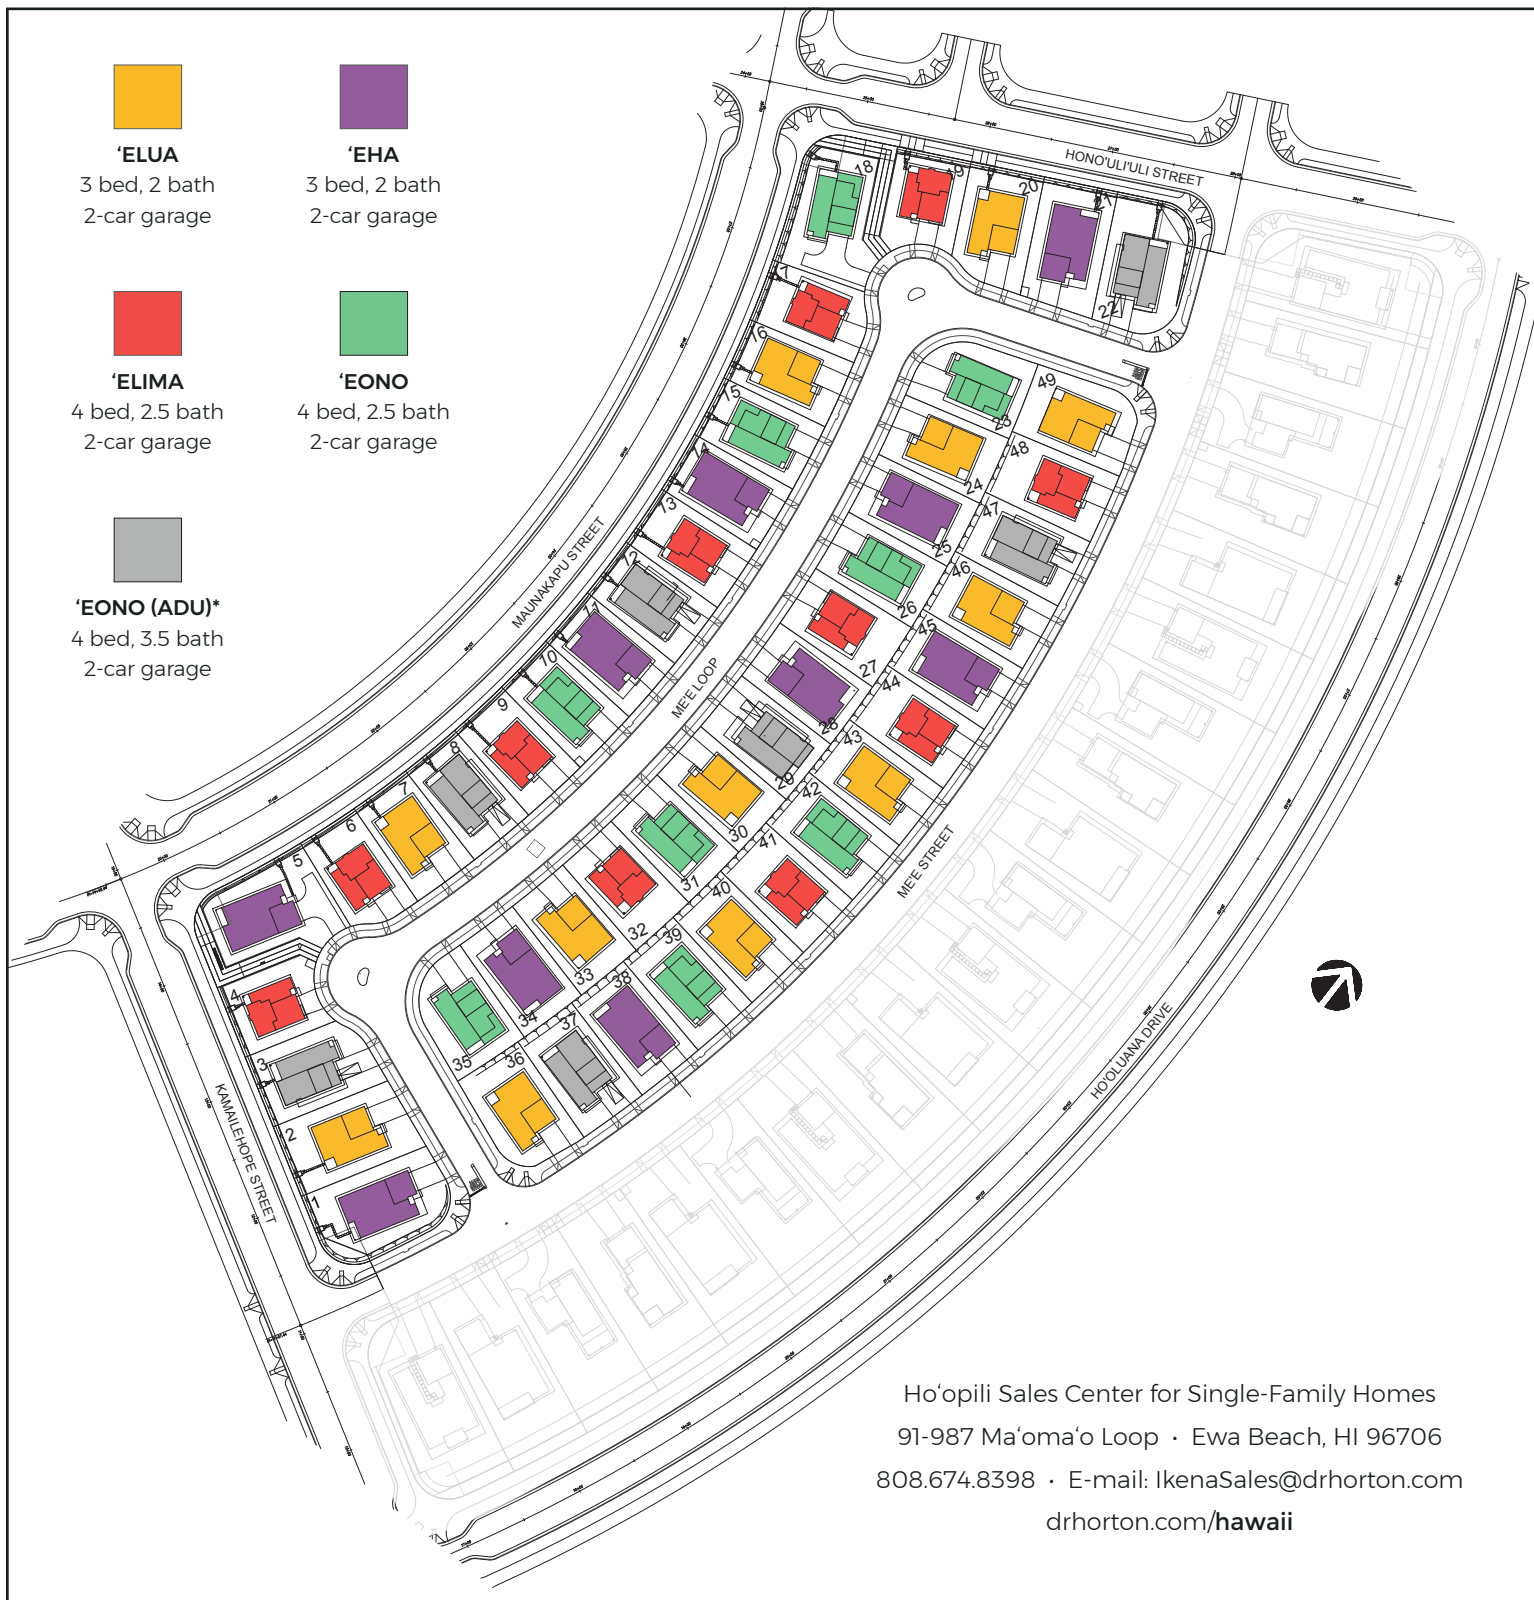 ‘ELUA
3 bed, 2 bath
2-car garage
‘EHA
3 bed, 2 bath
2-car garage
‘ELIMA
4 bed, 2.5 bath
2-car garage
‘EONO
4 bed, 2.5 bath
2-car garage
‘EONO (ADU)*
4 bed, 3.5 bath
2-car garage
HONO'ULI'ULI STREET
MAUNAKAPU STREET
ME'E LOOP
ME'E STREET
KAMAILEHOPE STREET
HO'OLUANA DRIVE
18
19
20
21
22
17
16
15
14
13
12
11
10
9
8
7
6
5
4
3
2
1
23
24
25
26
27
28
29
30
31
32
33
34
35
49
48
47
46
45
44
43
42
41
40
39
38
37
36
Ho‘opili Sales Center for Single-Family Homes
91-987 Ma‘oma‘o Loop • Ewa Beach, HI 96706
808.674.8398 • E-mail: IkenaSales@drhorton.com
drhorton.com/hawaii